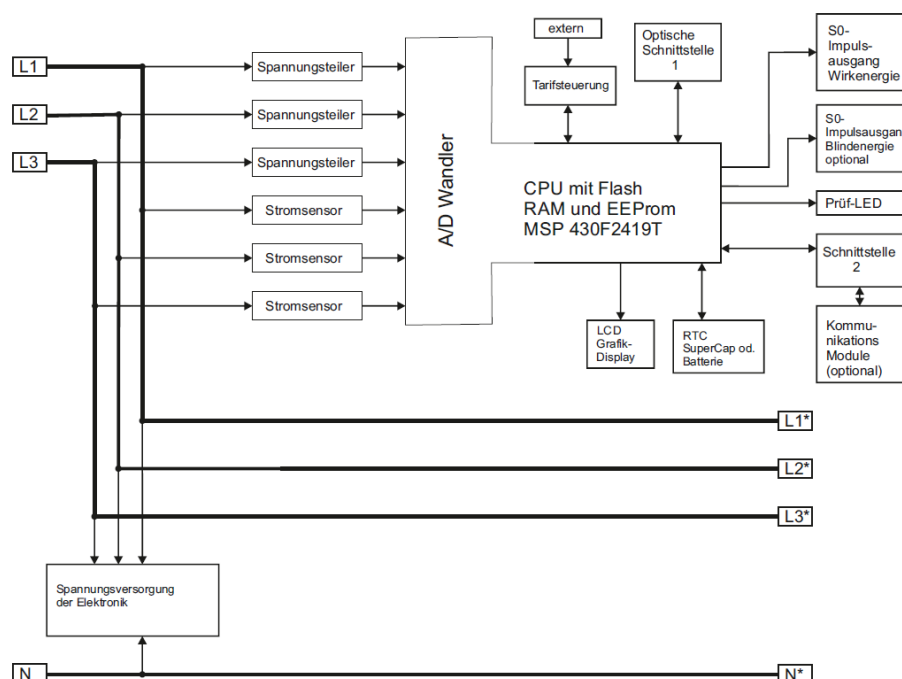 L1
L2
L3
Spannungsteiler
Spannungsteiler
Spannungsteiler
Stromsensor
Stromsensor
Stromsensor
A/D Wandler
extern
Tarifsteuerung
Optische
Schnittstelle
1
CPU mit Flash
RAM und EEProm
MSP 430F2419T
S0-
Impuls-
ausgang
Wirkenergie
S0-
Impulsausgang
Blindenergie
optional
Prüf-LED
Schnittstelle
2
Kommu-
nikations
Module
(optional)
LCD
Grafik-
Display
RTC
SuperCap od.
Batterie
L1*
L2*
L3*
Spannungsversorgung
der Elektronik
N
N*